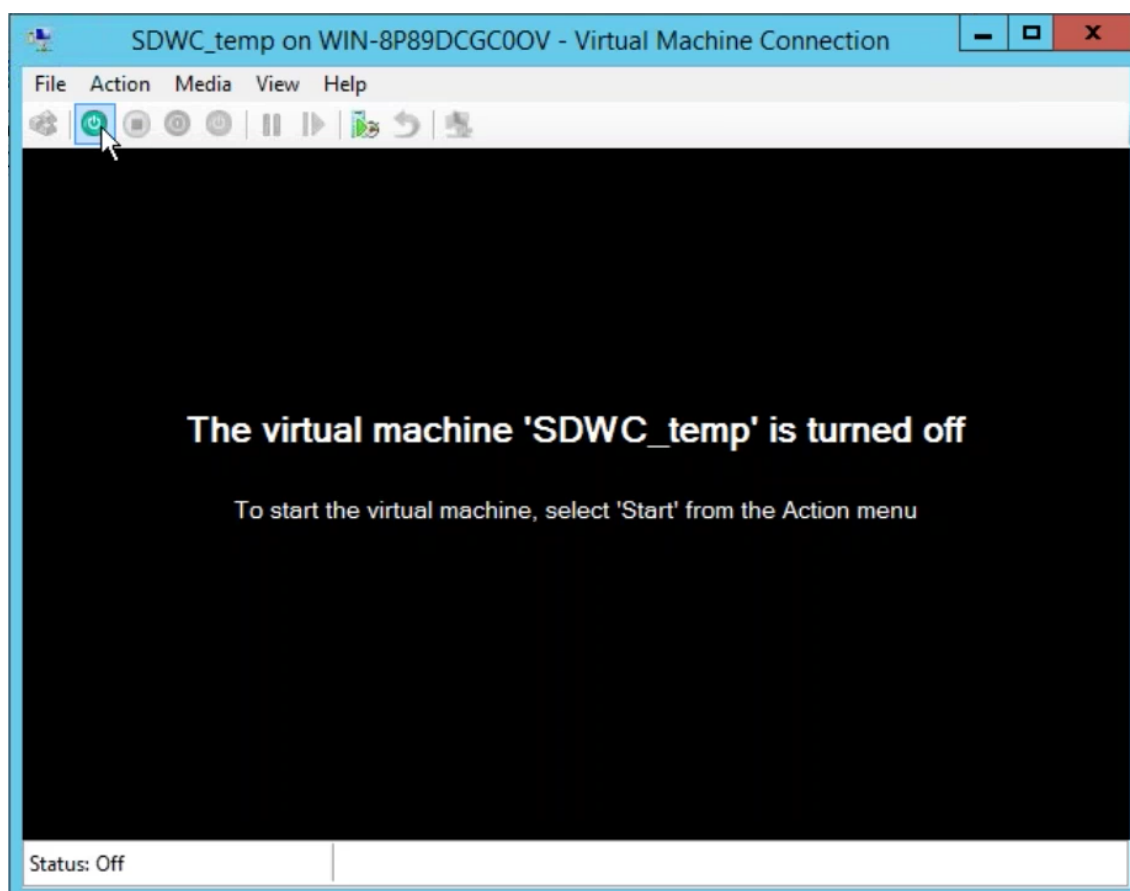 SDWC_temp on WIN-8P89DCGC0OV - Virtual Machine Connection
File Action Media View Help
The virtual machine 'SDWC_temp' is turned off
To start the virtual machine, select 'Start' from the Action menu
Status: Off